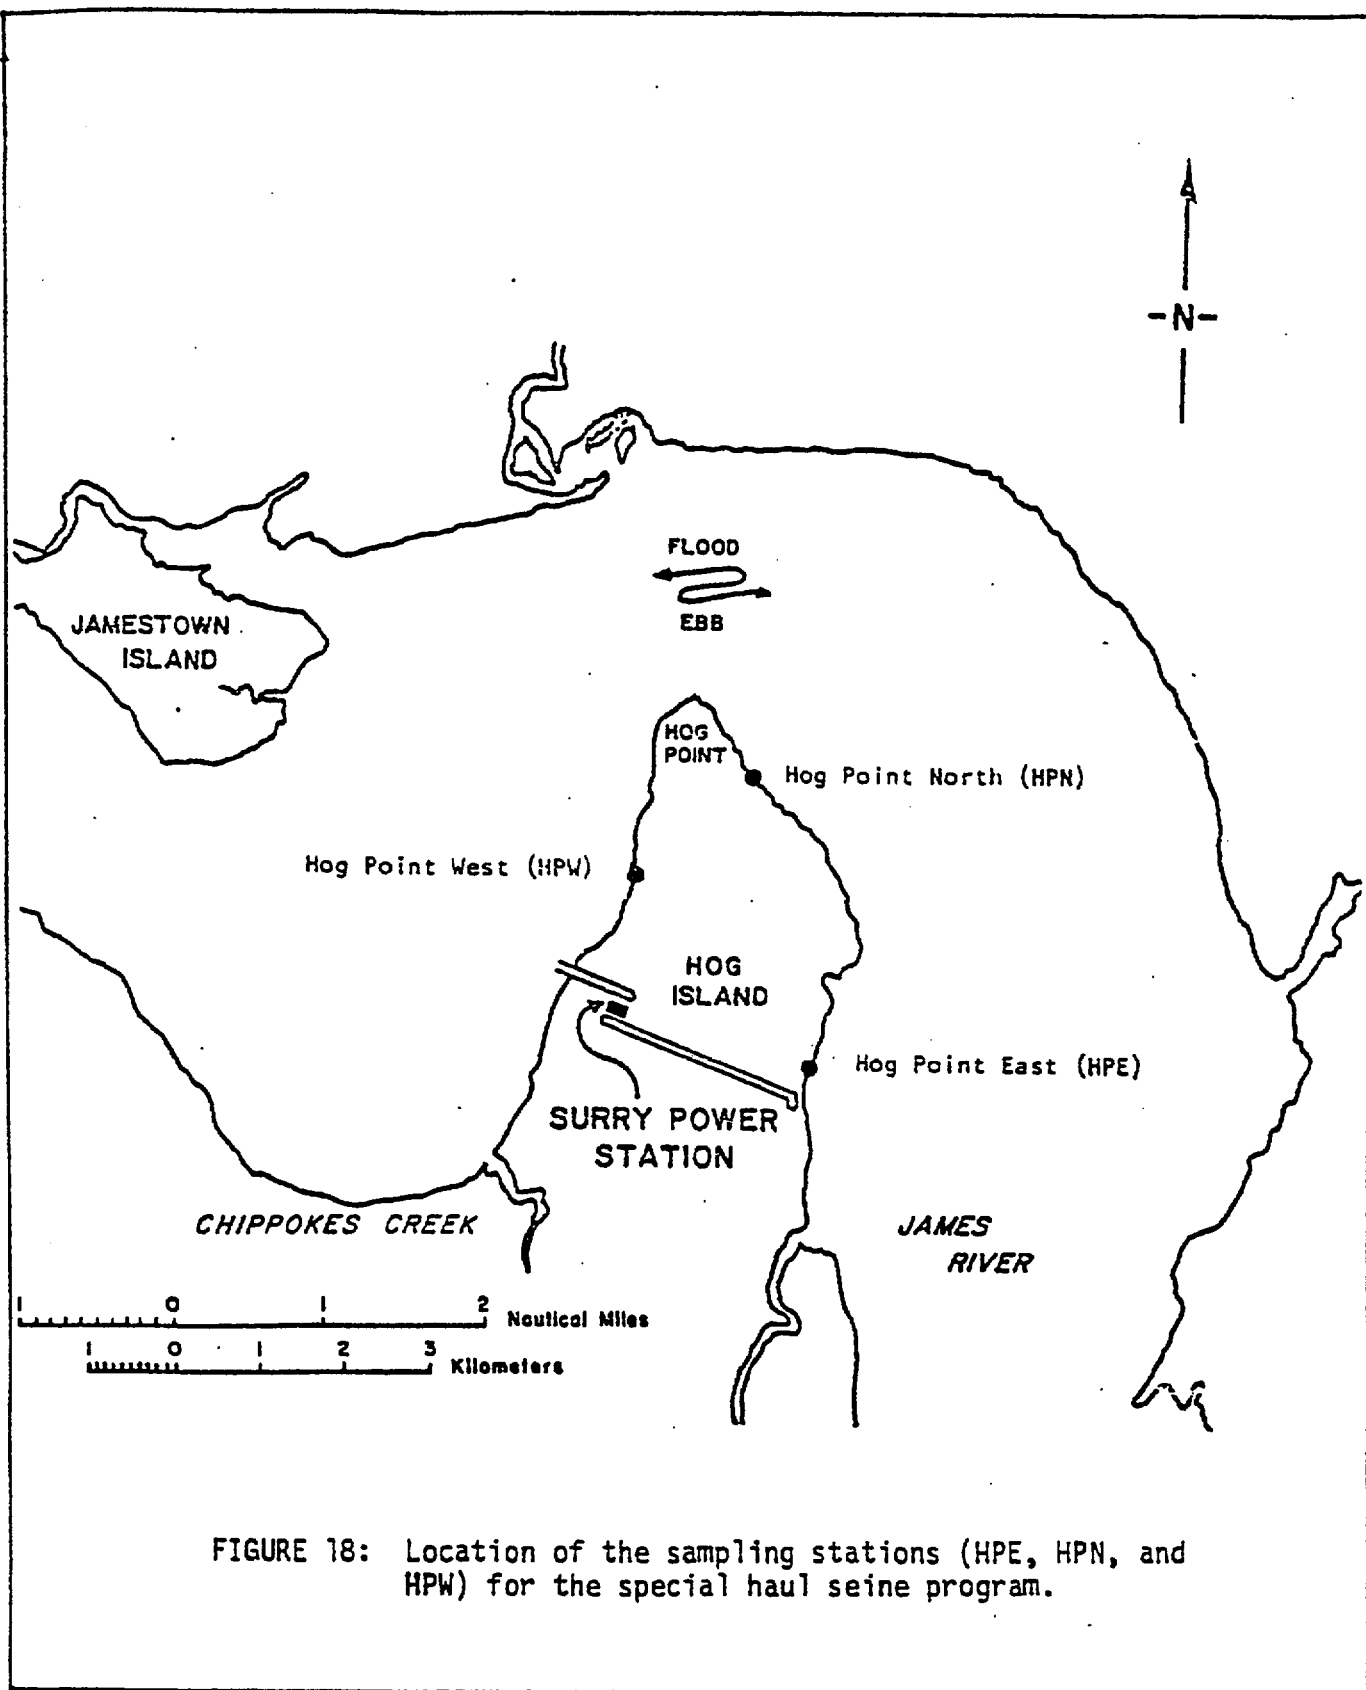 -N-
FLOOD
EBB
JAMESTOWN
ISLAND
HOG
POINT
Hog Point North (HPN)
Hog Point West (HPW)
HOG
ISLAND
Hog Point East (HPE)
SURRY POWER
STATION
CHIPPOKES CREEK
JAMES
RIVER
1 0 1 2 Nautical Miles
1 0 1 2 3 Kilometers
FIGURE 18: Location of the sampling stations (HPE, HPN, and
HPW) for the special haul seine program.